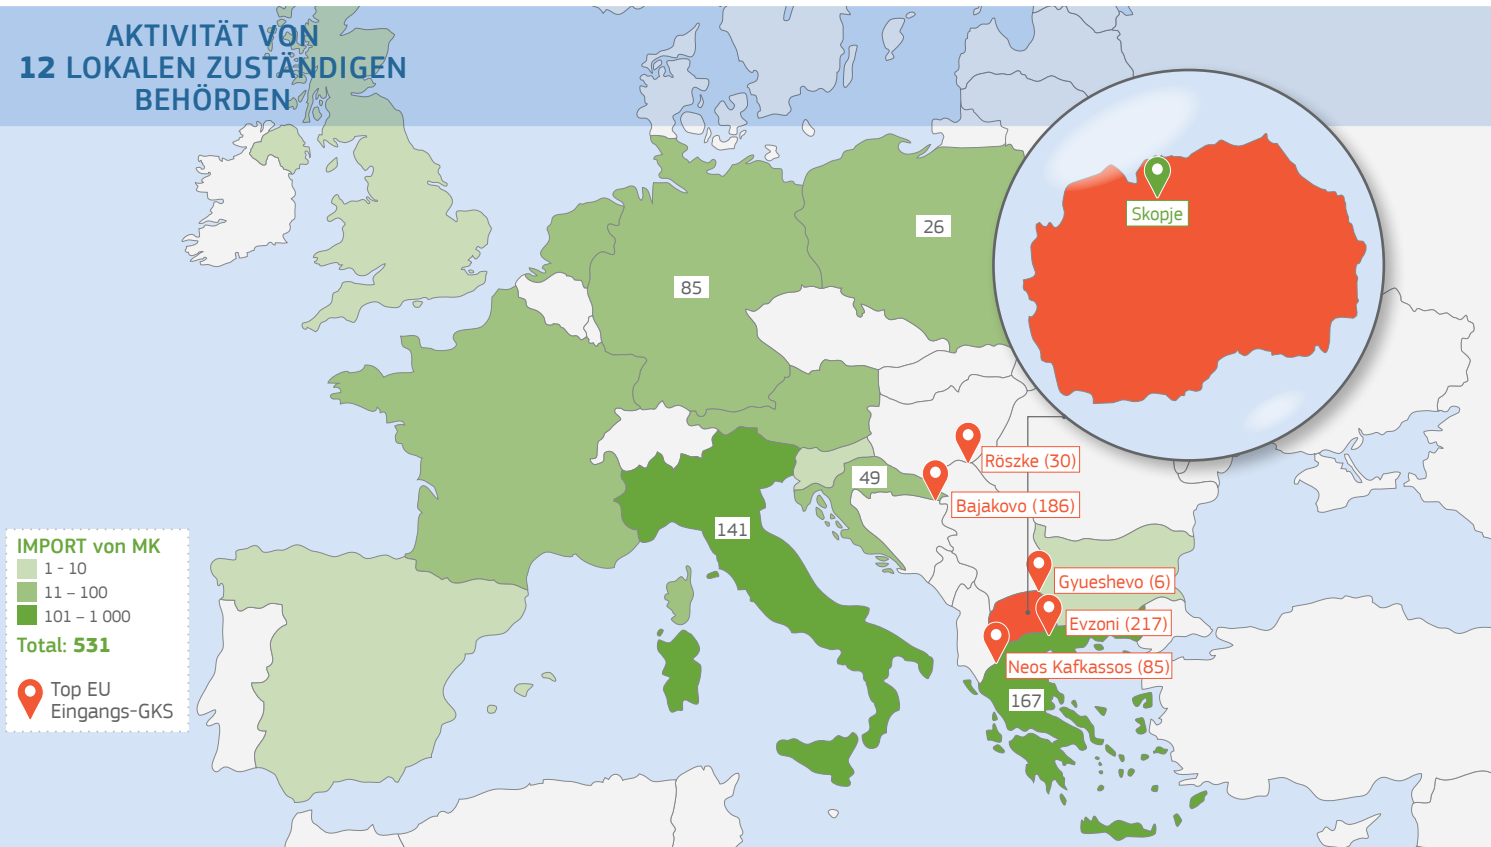 AKTIVITÄT VON
12 LOKALEN ZUSTÄNDIGEN
BEHÖRDEN
Skopje
26
85
Röszke (30)
49
Bajakovo (186)
141
Gyueshevo (6)
Evzoni (217)
Neos Kafkassos (85)
167
IMPORT von MK
1 - 10
11 – 100
101 – 1 000
Total: 531
Top EU
Eingangs-GKS